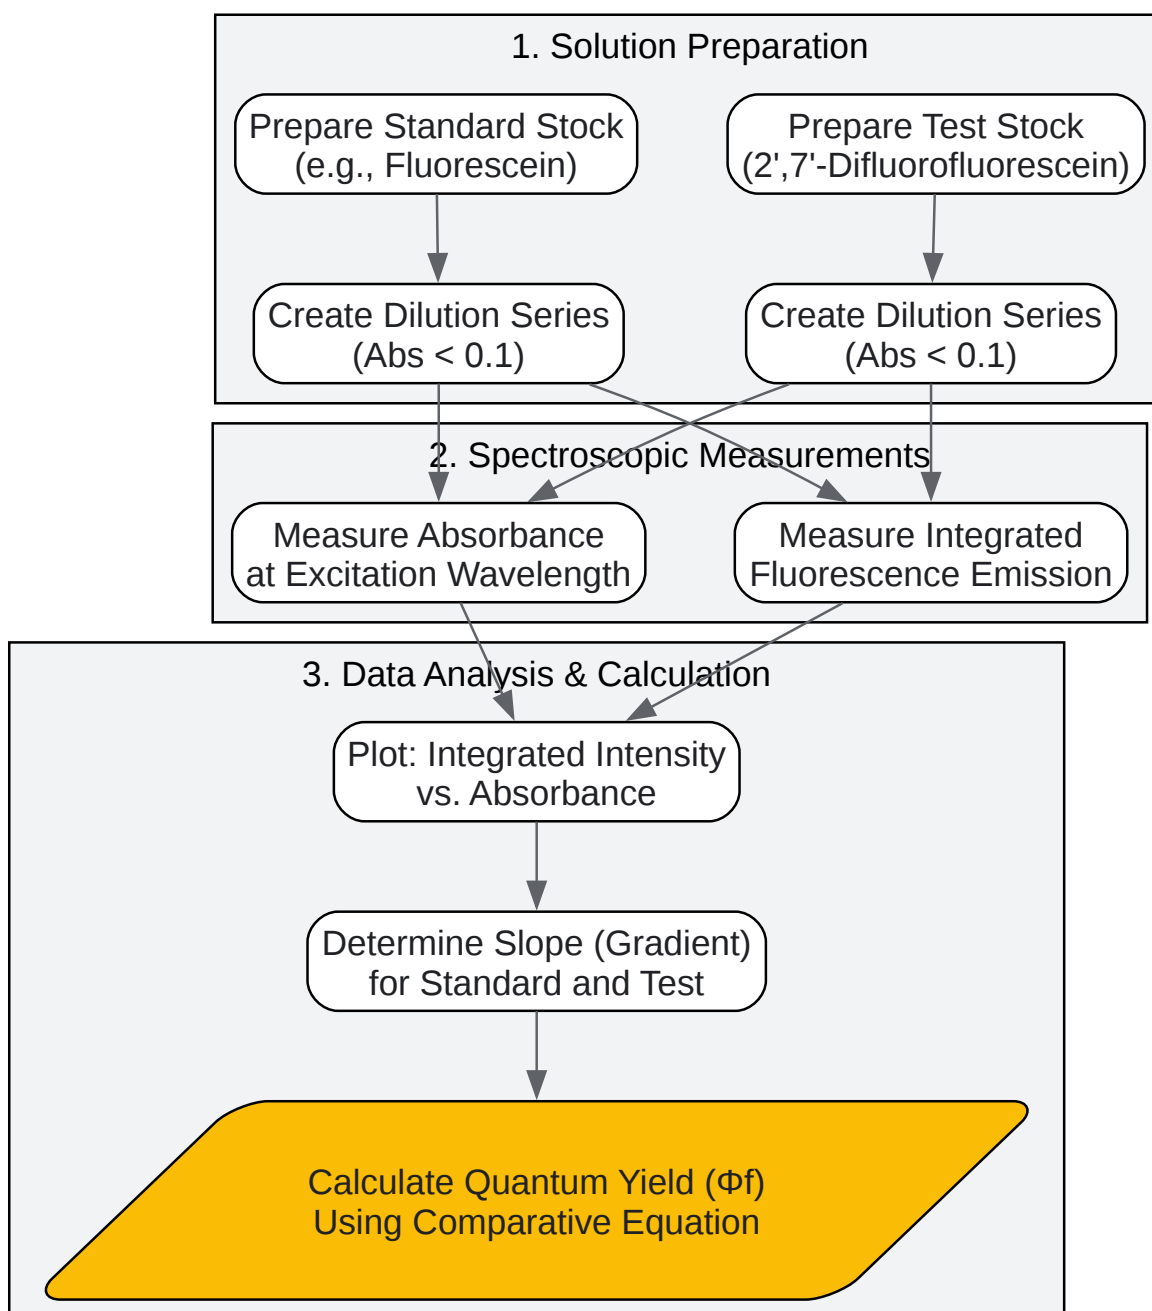 1. Solution Preparation
Prepare Standard Stock
(e.g., Fluorescein)
Prepare Test Stock
(2',7'-Difluorofluorescein)
Create Dilution Series
(Abs < 0.1)
Create Dilution Series
(Abs < 0.1)
2. Spectroscopic Measurements
Measure Absorbance
at Excitation Wavelength
Measure Integrated
Fluorescence Emission
3. Data Analysis & Calculation
Plot: Integrated Intensity
vs. Absorbance
Determine Slope (Gradient)
for Standard and Test
Calculate Quantum Yield (Φf)
Using Comparative Equation